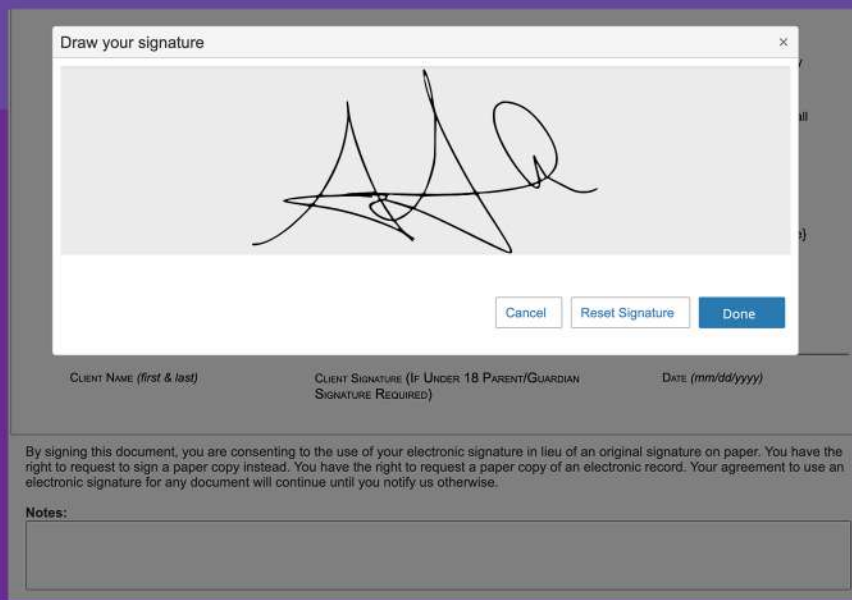 Draw your signature
×
y
all
e}
Cancel
Reset Signature
Done
CLIENT NAME (first & last)
CLIENT SIGNATURE (IF UNDER 18 PARENT/GUARDIAN
SIGNATURE REQUIRED)
DATE (mm/dd/yyyy)
By signing this document, you are consenting to the use of your electronic signature in lieu of an original signature on paper. You have the
right to request to sign a paper copy instead. You have the right to request a paper copy of an electronic record. Your agreement to use an
electronic signature for any document will continue until you notify us otherwise.
Notes: